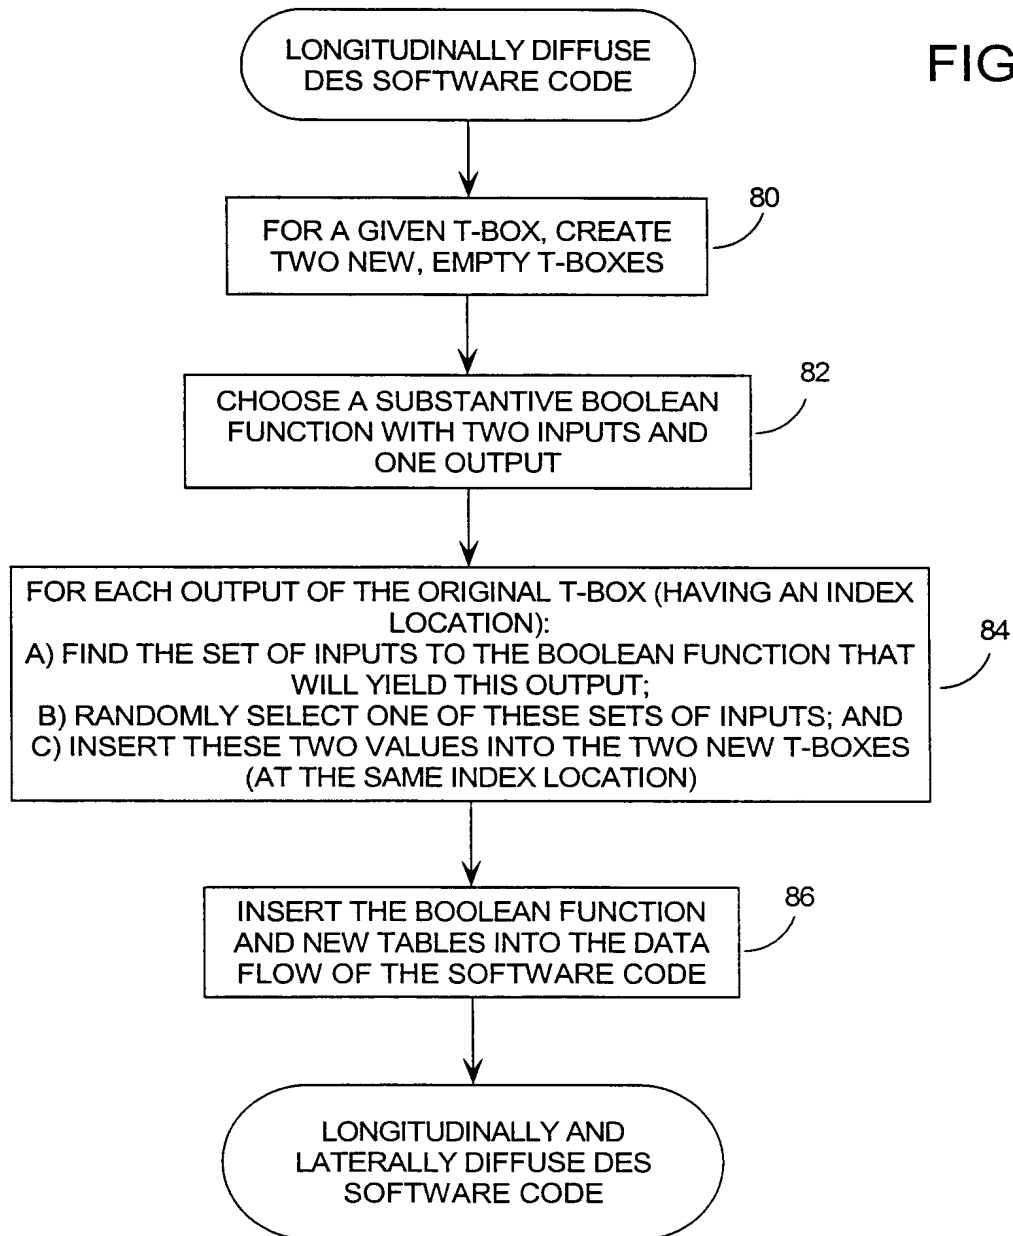 LONGITUDINALLY DIFFUSE
DES SOFTWARE CODE
FIG
80
FOR A GIVEN T-BOX, CREATE
TWO NEW, EMPTY T-BOXES
82
CHOOSE A SUBSTANTIVE BOOLEAN
FUNCTION WITH TWO INPUTS AND
ONE OUTPUT
84
FOR EACH OUTPUT OF THE ORIGINAL T-BOX (HAVING AN INDEX
LOCATION):
A) FIND THE SET OF INPUTS TO THE BOOLEAN FUNCTION THAT
WILL YIELD THIS OUTPUT;
B) RANDOMLY SELECT ONE OF THESE SETS OF INPUTS; AND
C) INSERT THESE TWO VALUES INTO THE TWO NEW T-BOXES
(AT THE SAME INDEX LOCATION)
86
INSERT THE BOOLEAN FUNCTION
AND NEW TABLES INTO THE DATA
FLOW OF THE SOFTWARE CODE
LONGITUDINALLY AND
LATERALLY DIFFUSE DES
SOFTWARE CODE